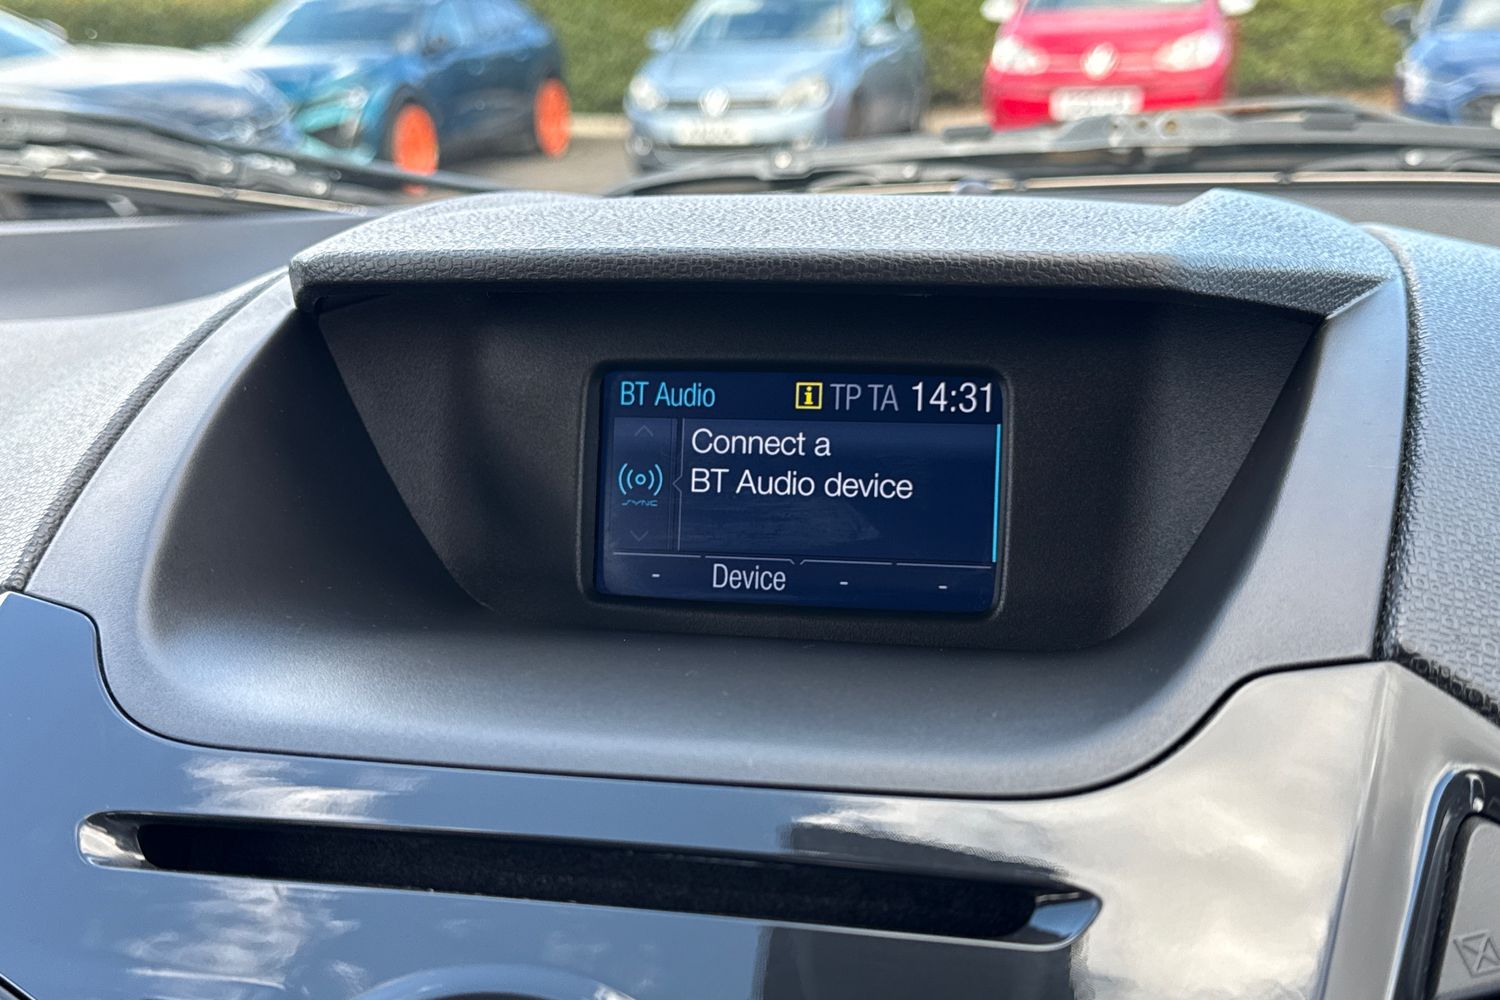 BT Audio i TP TA 14:31
Connect a
BT Audio device
SYNC
- Device - -